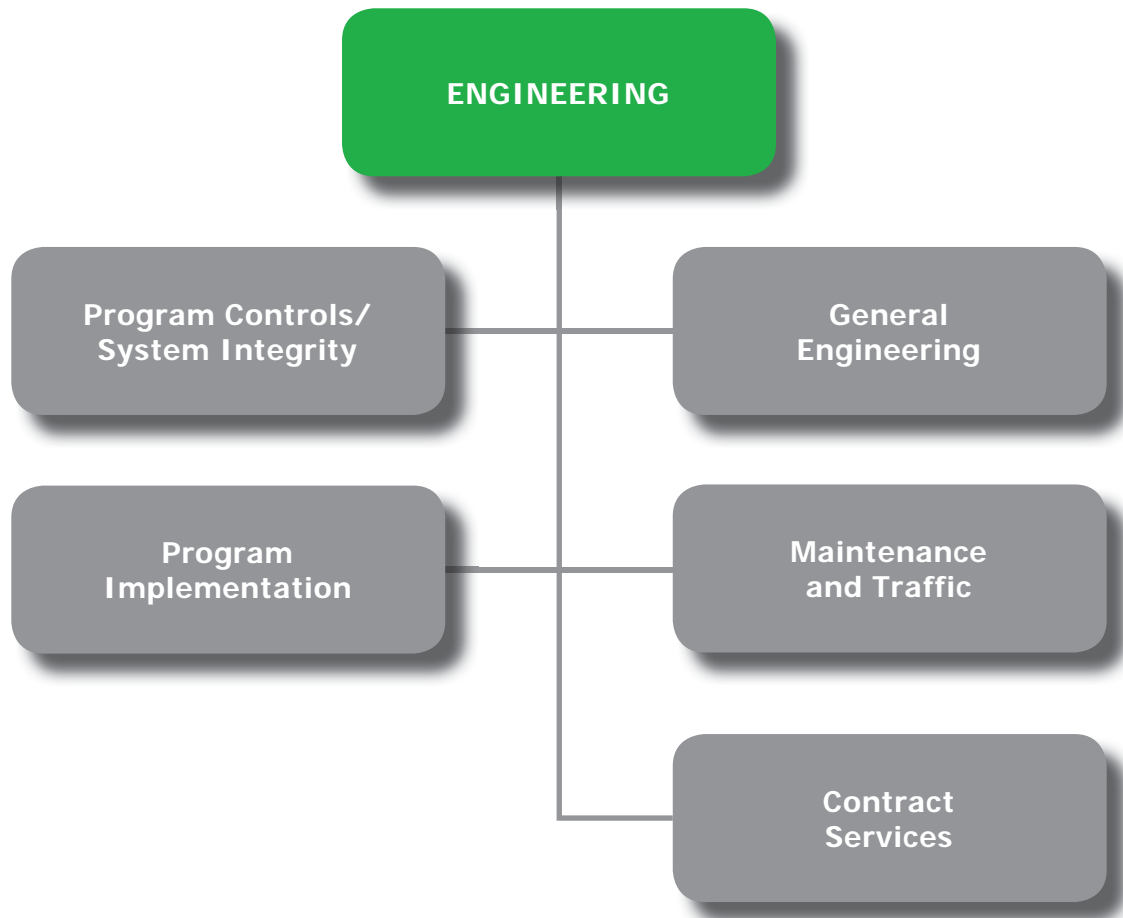 ENGINEERING
Program Controls/
System Integrity
General
Engineering
Program
Implementation
Maintenance
and Traffic
Contract
Services